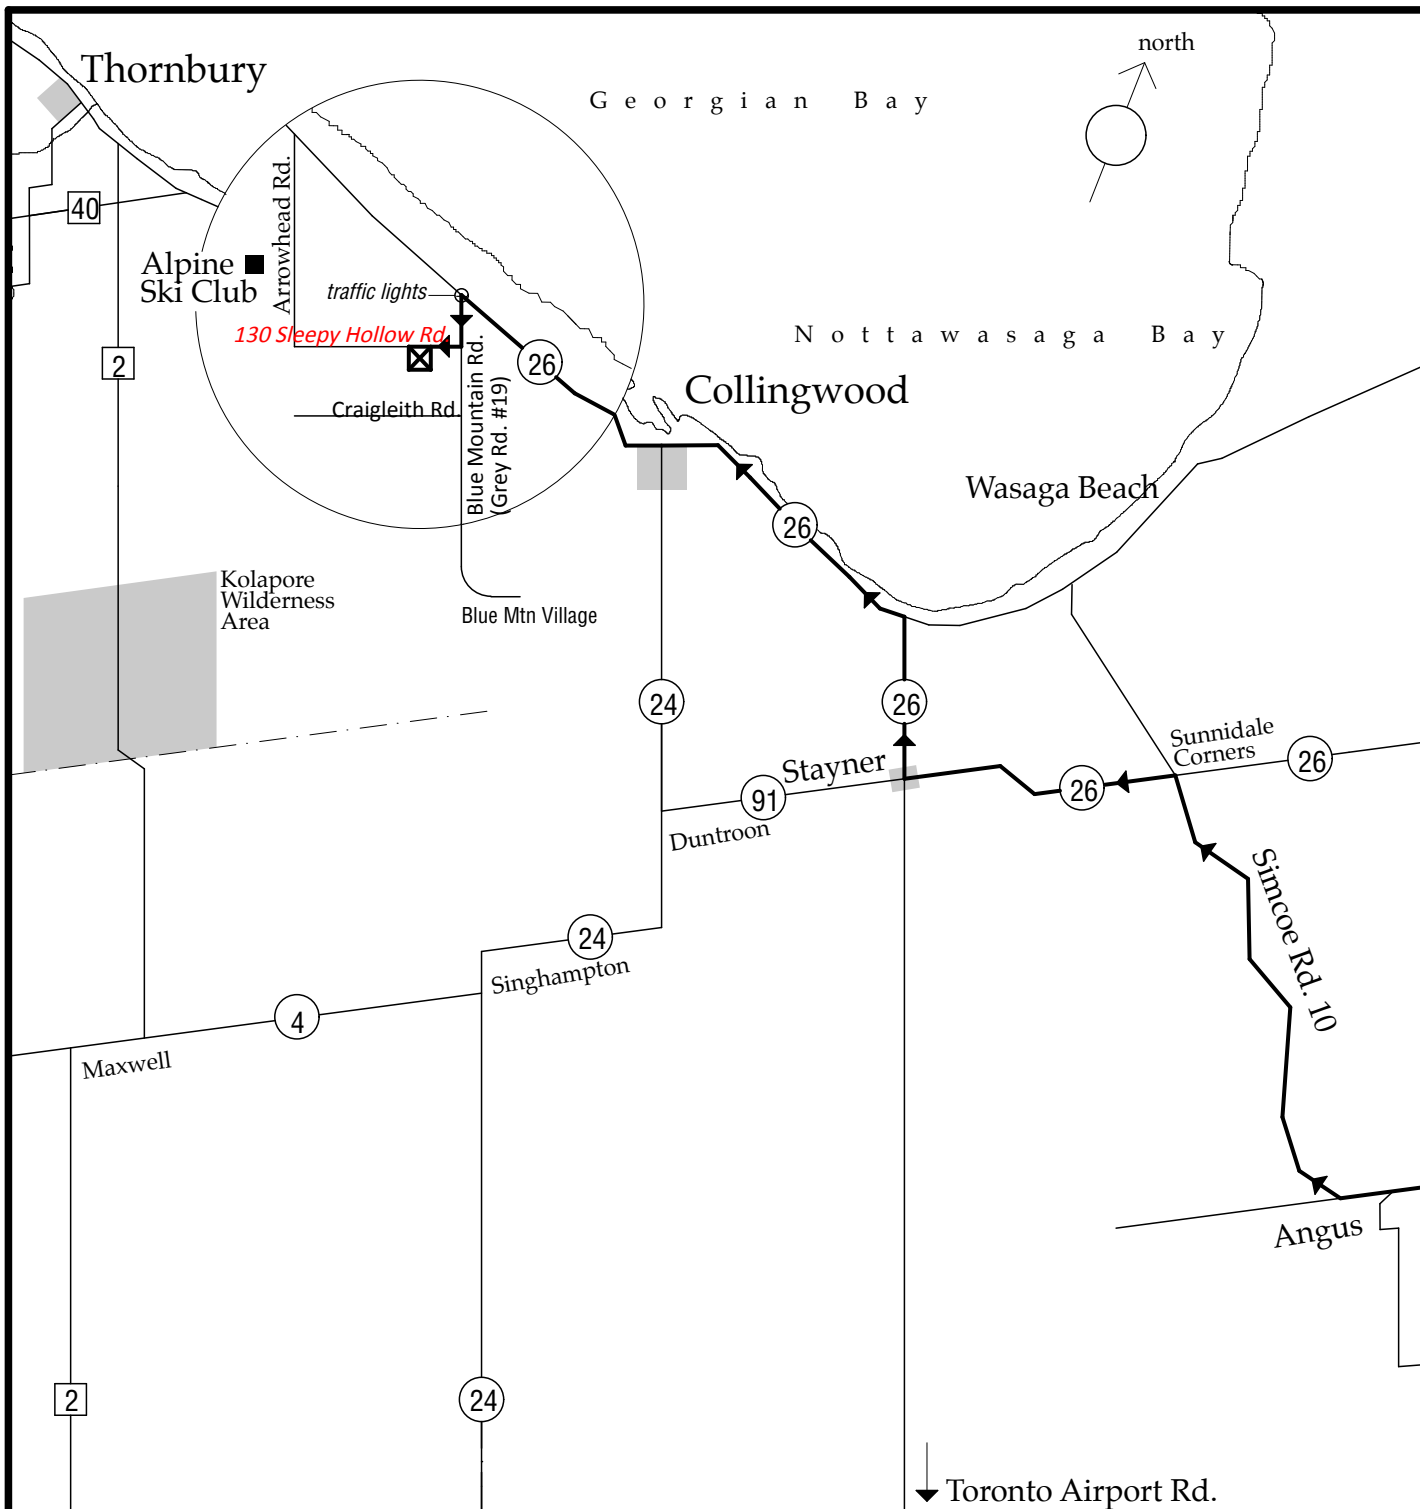 north
Thornbury
Georgian Bay
40
Arrowhead Rd.
Alpine
Ski Club
traffic lights
130 Sleepy Hollow Rd.
Nottawasaga Bay
2
26
Collingwood
Craigleith Rd.
Blue Mountain Rd.
(Grey Rd. #19)
Wasaga Beach
26
Kolapore
Wilderness
Area
Blue Mtn Village
24
26
Sunnidale
Corners
26
Stayner
91
26
Duntroon
Simcoe Rd. 10
24
Singhampton
4
Maxwell
Angus
2
24
Toronto Airport Rd.